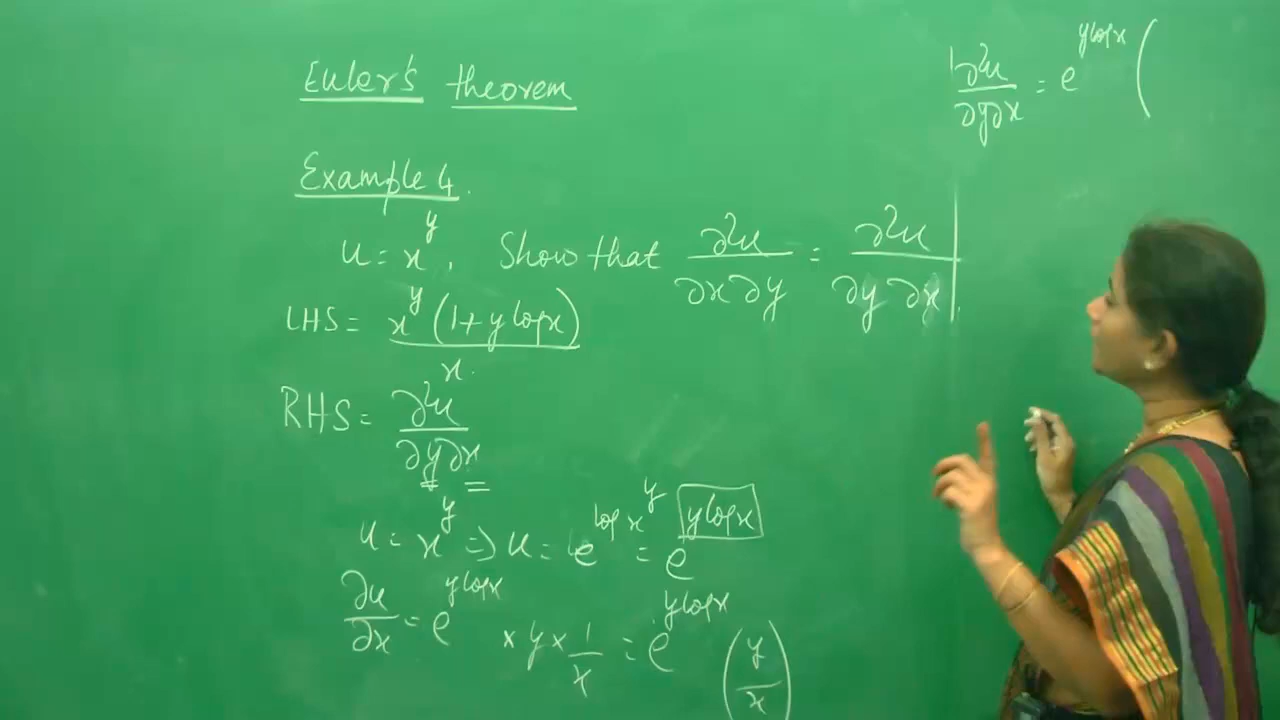 Euler's theorem
Example 4.
u = x^y, Show that ∂²u/∂x∂y = ∂²u/∂y∂x
LHS = x^y (1 + y log x)/x.
RHS = ∂²u/∂y∂x
u = x^y ⇒ u = e^{log x^y} = e^{y log x}
∂u/∂x = e^{y log x} × y × 1/x = e^{y log x} (y/x)
∂²u/∂y∂x = e^{y log x} (